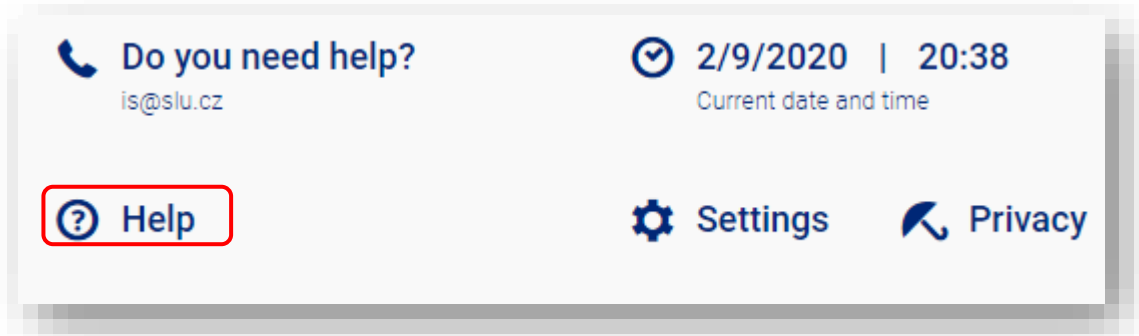 Do you need help?
is@slu.cz
2/9/2020 | 20:38
Current date and time
Help
Settings
Privacy